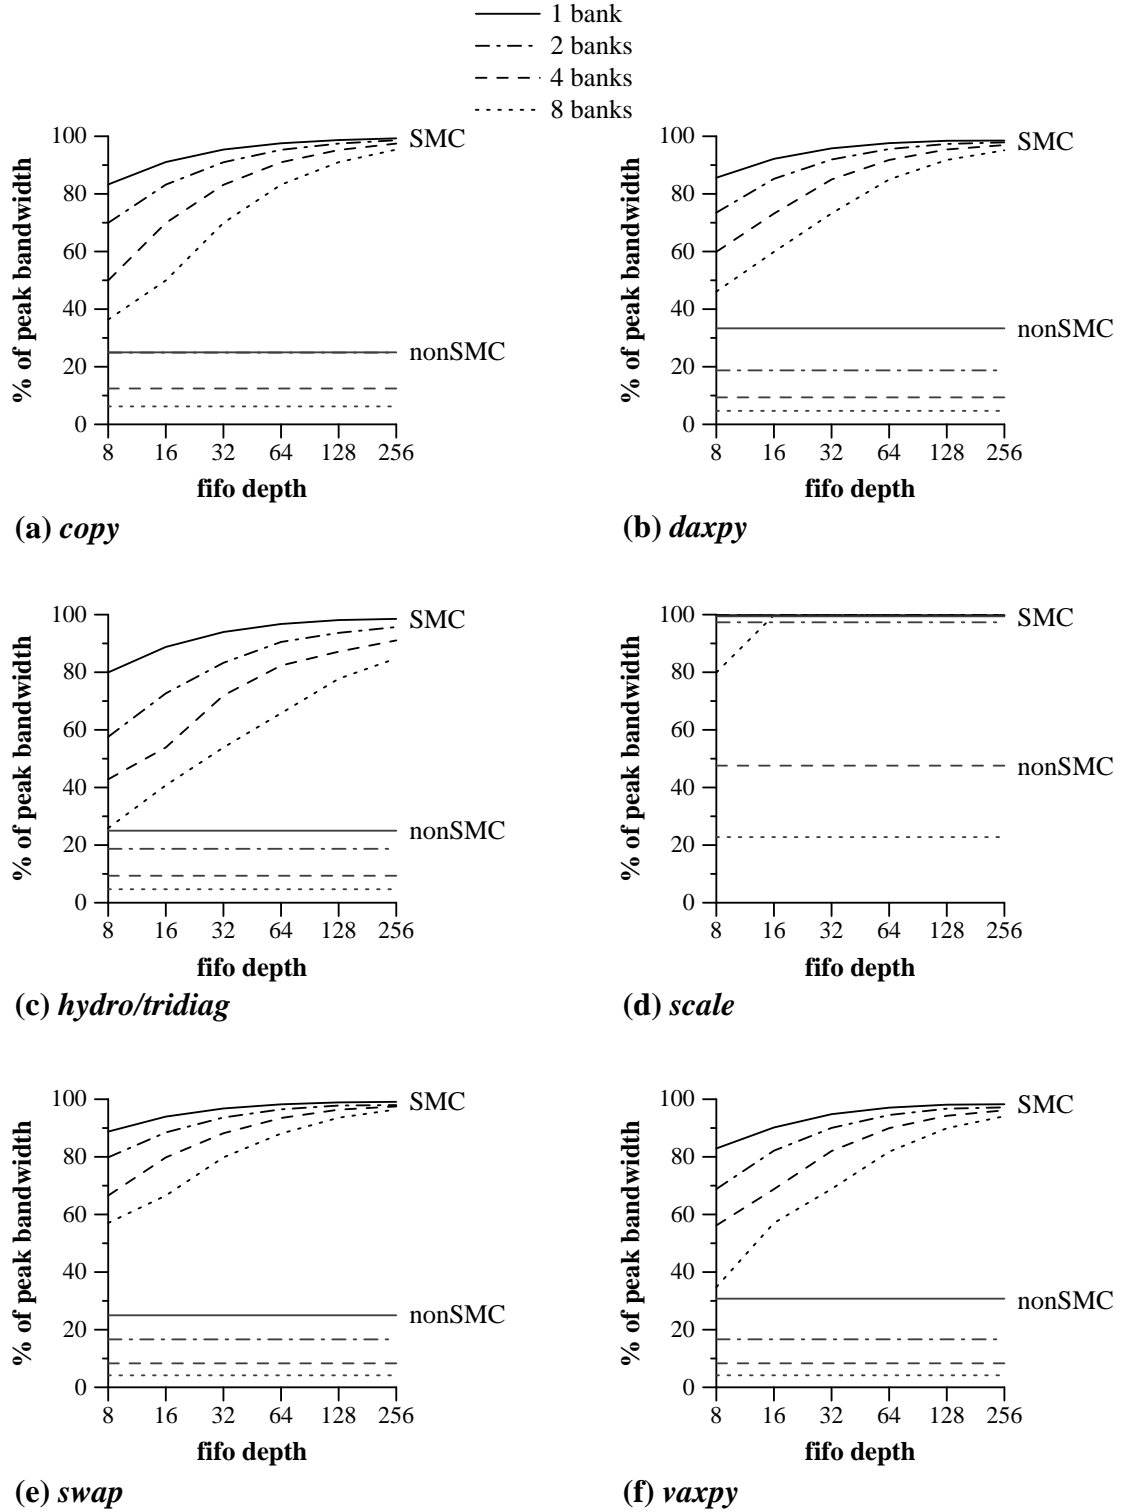 1 bank
2 banks
4 banks
8 banks
% of peak bandwidth
100
80
60
40
20
0
SMC
nonSMC
8 16 32 64 128 256
fifo depth
(a) copy
% of peak bandwidth
100
80
60
40
20
0
SMC
nonSMC
8 16 32 64 128 256
fifo depth
(b) daxpy
% of peak bandwidth
100
80
60
40
20
0
SMC
nonSMC
8 16 32 64 128 256
fifo depth
(c) hydro/tridiag
% of peak bandwidth
100
80
60
40
20
0
SMC
nonSMC
8 16 32 64 128 256
fifo depth
(d) scale
% of peak bandwidth
100
80
60
40
20
0
SMC
nonSMC
8 16 32 64 128 256
fifo depth
(e) swap
% of peak bandwidth
100
80
60
40
20
0
SMC
nonSMC
8 16 32 64 128 256
fifo depth
(f) vaxpy